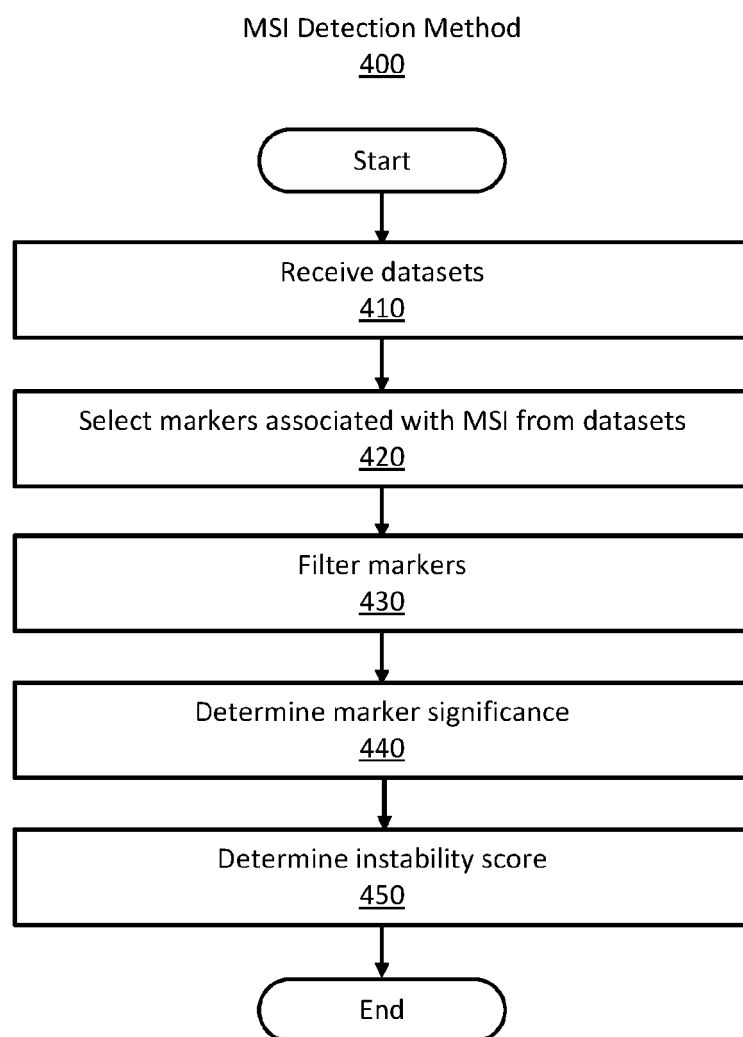 MSI Detection Method
400
Start
Receive datasets
410
Select markers associated with MSI from datasets
420
Filter markers
430
Determine marker significance
440
Determine instability score
450
End